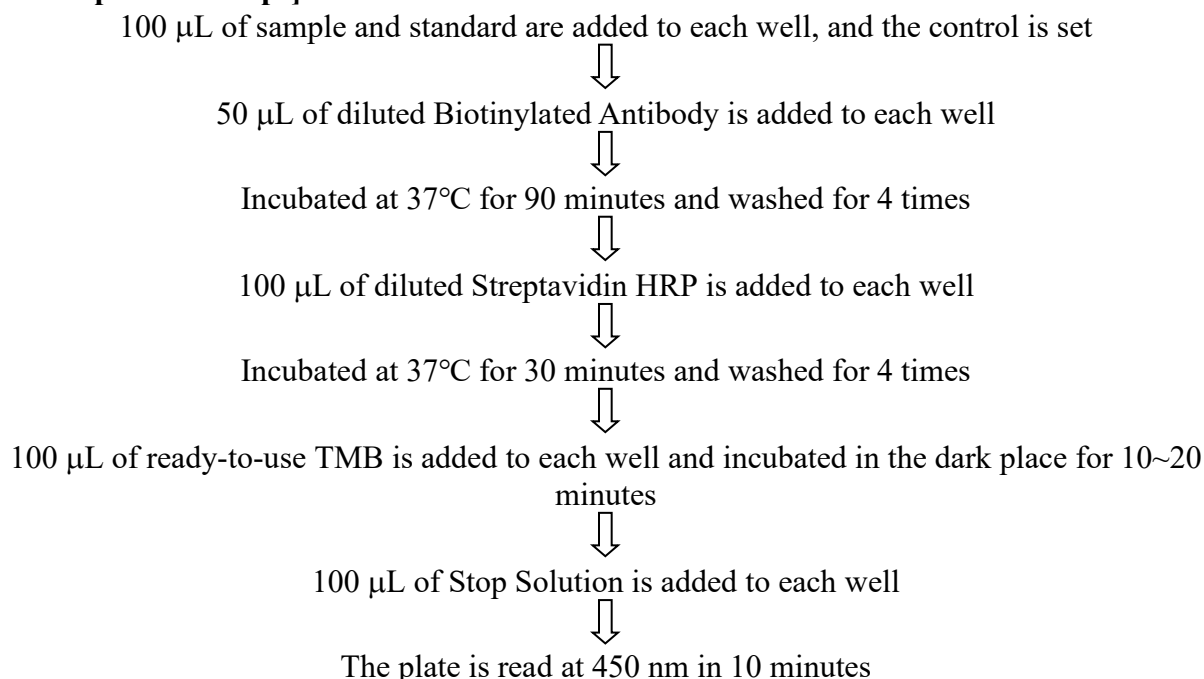 100 μL of sample and standard are added to each well, and the control is set
50 μL of diluted Biotinylated Antibody is added to each well
Incubated at 37℃ for 90 minutes and washed for 4 times
100 μL of diluted Streptavidin HRP is added to each well
Incubated at 37℃ for 30 minutes and washed for 4 times
100 μL of ready-to-use TMB is added to each well and incubated in the dark place for 10~20
minutes
100 μL of Stop Solution is added to each well
The plate is read at 450 nm in 10 minutes